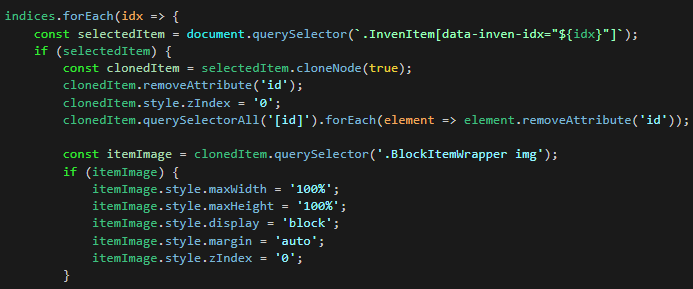 indices.forEach(idx => {
    const selectedItem = document.querySelector(`.InvenItem[data-inven-idx="${idx}"]`);
    if (selectedItem) {
        const clonedItem = selectedItem.cloneNode(true);
        clonedItem.removeAttribute('id');
        clonedItem.style.zIndex = '0';
        clonedItem.querySelectorAll('[id]').forEach(element => element.removeAttribute('id'));

        const itemImage = clonedItem.querySelector('.BlockItemWrapper img');
        if (itemImage) {
            itemImage.style.maxWidth = '100%';
            itemImage.style.maxHeight = '100%';
            itemImage.style.display = 'block';
            itemImage.style.margin = 'auto';
            itemImage.style.zIndex = '0';
        }